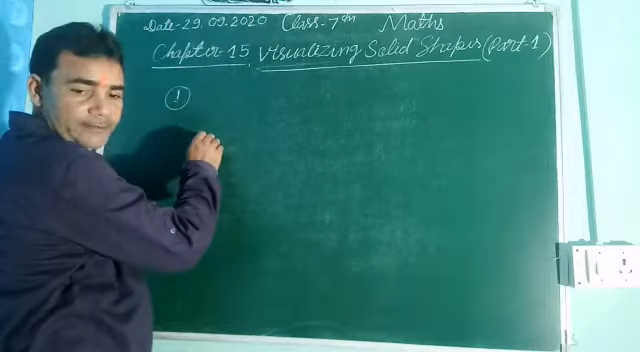 Date-29.09.2020 Class-7th Maths
Chapter-15. Visualizing Solid Shapes (Part-1)
(1)